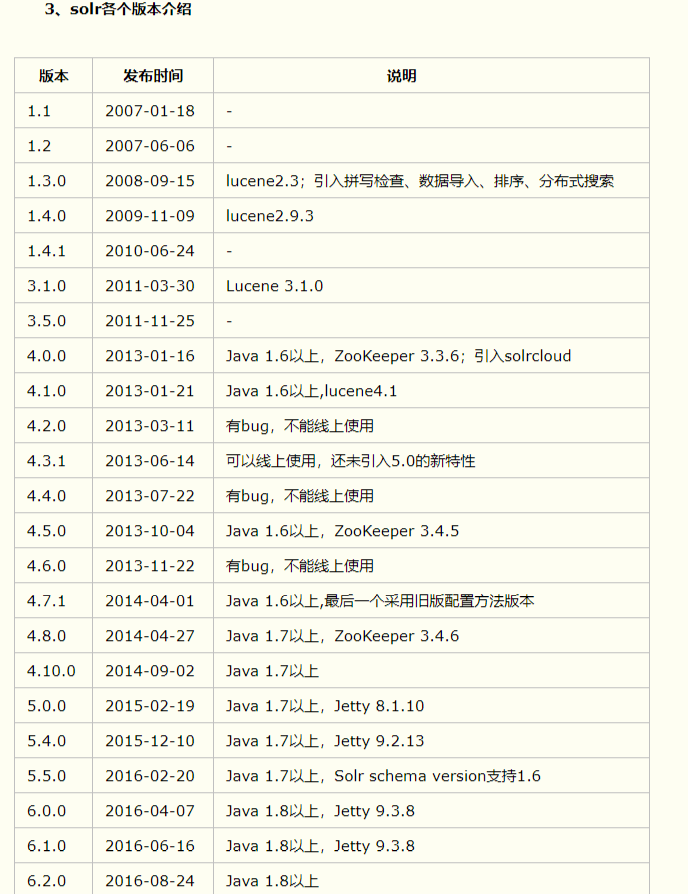 3、solr各个版本介绍
版本 发布时间 说明
1.1 2007-01-18 -
1.2 2007-06-06 -
1.3.0 2008-09-15 lucene2.3；引入拼写检查、数据导入、排序、分布式搜索
1.4.0 2009-11-09 lucene2.9.3
1.4.1 2010-06-24 -
3.1.0 2011-03-30 Lucene 3.1.0
3.5.0 2011-11-25 -
4.0.0 2013-01-16 Java 1.6以上，ZooKeeper 3.3.6；引入solrcloud
4.1.0 2013-01-21 Java 1.6以上,lucene4.1
4.2.0 2013-03-11 有bug，不能线上使用
4.3.1 2013-06-14 可以线上使用，还未引入5.0的新特性
4.4.0 2013-07-22 有bug，不能线上使用
4.5.0 2013-10-04 Java 1.6以上，ZooKeeper 3.4.5
4.6.0 2013-11-22 有bug，不能线上使用
4.7.1 2014-04-01 Java 1.6以上,最后一个采用旧版配置方法版本
4.8.0 2014-04-27 Java 1.7以上，ZooKeeper 3.4.6
4.10.0 2014-09-02 Java 1.7以上
5.0.0 2015-02-19 Java 1.7以上，Jetty 8.1.10
5.4.0 2015-12-10 Java 1.7以上，Jetty 9.2.13
5.5.0 2016-02-20 Java 1.7以上，Solr schema version支持1.6
6.0.0 2016-04-07 Java 1.8以上，Jetty 9.3.8
6.1.0 2016-06-16 Java 1.8以上，Jetty 9.3.8
6.2.0 2016-08-24 Java 1.8以上